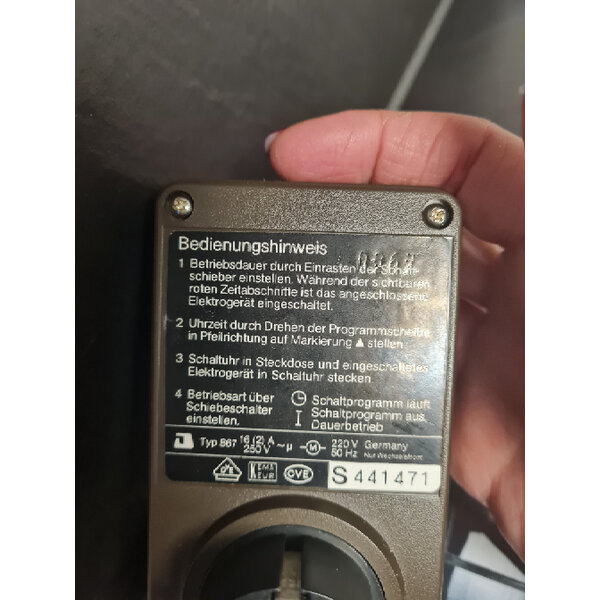 Bedienungshinweis
1 Betriebsdauer durch Einrasten der Schalt-
schieber einstellen. Während der sichtbaren
roten Zeitabschnitte ist das angeschlossene
Elektrogerät eingeschaltet.
2 Uhrzeit durch Drehen der Programmscheibe
in Pfeilrichtung auf Markierung ▲ stellen.
3 Schaltuhr in Steckdose und eingeschaltetes
Elektrogerät in Schaltuhr stecken.
4 Betriebsart über
Schiebeschalter
einstellen.
Schaltprogramm läuft
I Schaltprogramm aus
Dauerbetrieb
Typ 867 16 (2) A
250 V ~ µ
M
220 V Germany
50 Hz Nur Wechselstrom
KEMA
EUR
OVE
S 441471